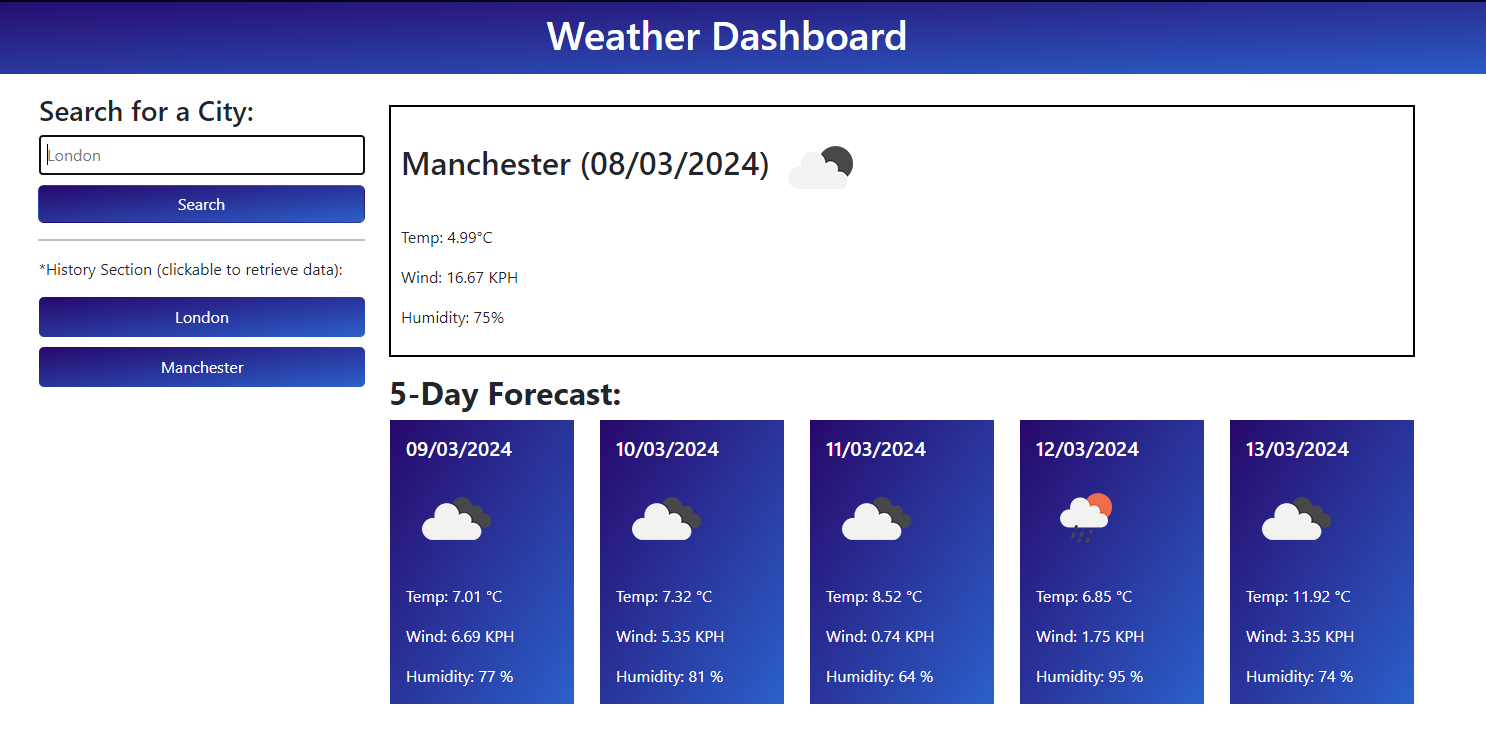 Weather Dashboard
Search for a City:
London
Search
*History Section (clickable to retrieve data):
London
Manchester
Manchester (08/03/2024)
Temp: 4.99°C
Wind: 16.67 KPH
Humidity: 75%
5-Day Forecast:
09/03/2024
Temp: 7.01 °C
Wind: 6.69 KPH
Humidity: 77 %
10/03/2024
Temp: 7.32 °C
Wind: 5.35 KPH
Humidity: 81 %
11/03/2024
Temp: 8.52 °C
Wind: 0.74 KPH
Humidity: 64 %
12/03/2024
Temp: 6.85 °C
Wind: 1.75 KPH
Humidity: 95 %
13/03/2024
Temp: 11.92 °C
Wind: 3.35 KPH
Humidity: 74 %